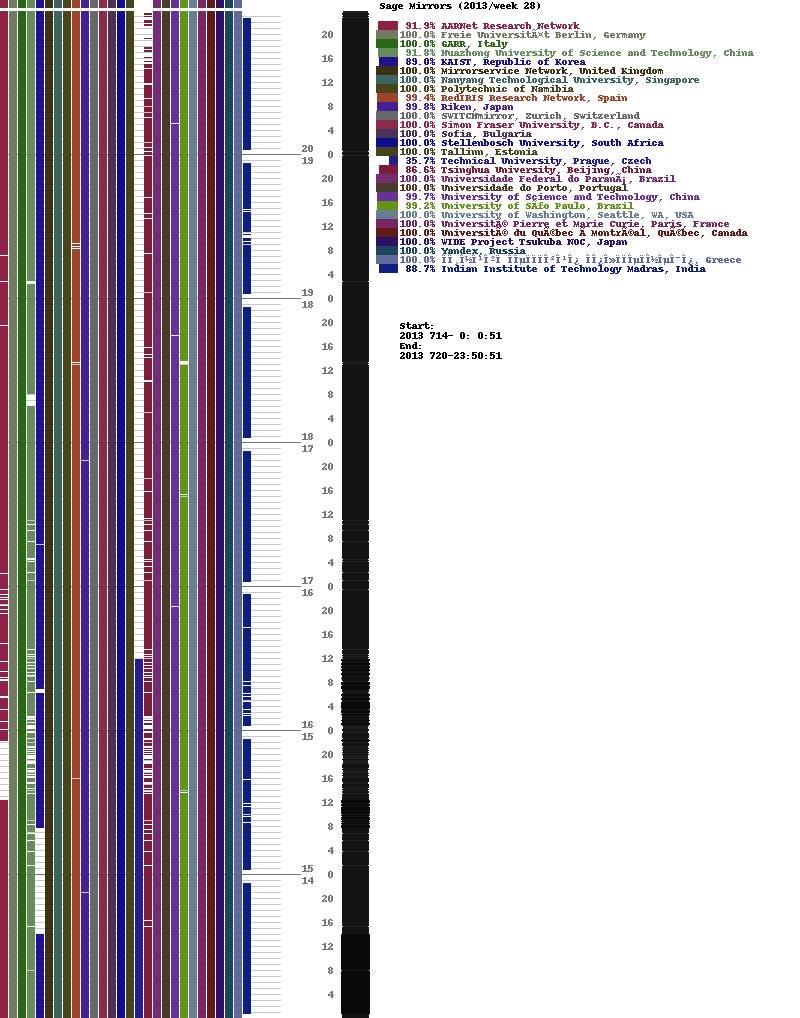 Sage Mirrors (2013/week 28)
91.9% AARNet Research Network
100.0% Freie UniversitÃ¤t Berlin, Germany
100.0% GARR, Italy
91.8% Huazhong University of Science and Technology, China
89.0% KAIST, Republic of Korea
100.0% Mirrorservice Network, United Kingdom
100.0% Nanyang Technological University, Singapore
100.0% Polytechnic of Namibia
99.4% RedIRIS Research Network, Spain
99.8% Riken, Japan
100.0% SWITCHmirror, Zurich, Switzerland
100.0% Simon Fraser University, B.C., Canada
100.0% Sofia, Bulgaria
100.0% Stellenbosch University, South Africa
100.0% Tallinn, Estonia
35.7% Technical University, Prague, Czech
86.6% Tsinghua University, Beijing, China
100.0% Universidade Federal do ParanÃ¡, Brazil
100.0% Universidade do Porto, Portugal
99.7% University of Science and Technology, China
99.2% University of SÃ£o Paulo, Brazil
100.0% University of Washington, Seattle, WA, USA
100.0% UniversitÃ© Pierre et Marie Curie, Paris, France
100.0% UniversitÃ© du QuÃ©bec A MontrÃ©al, QuÃ©bec, Canada
100.0% WIDE Project Tsukuba NOC, Japan
100.0% Yandex, Russia
100.0% Greece
88.7% Indian Institute of Technology Madras, India
Start:
2013 714- 0: 0:51
End:
2013 720-23:50:51
20
16
12
8
4
20
0
19
20
16
12
8
4
19
0
18
20
16
12
8
4
18
0
17
20
16
12
8
4
17
0
16
20
16
12
8
4
16
0
15
20
16
12
8
4
15
0
14
20
16
12
8
4